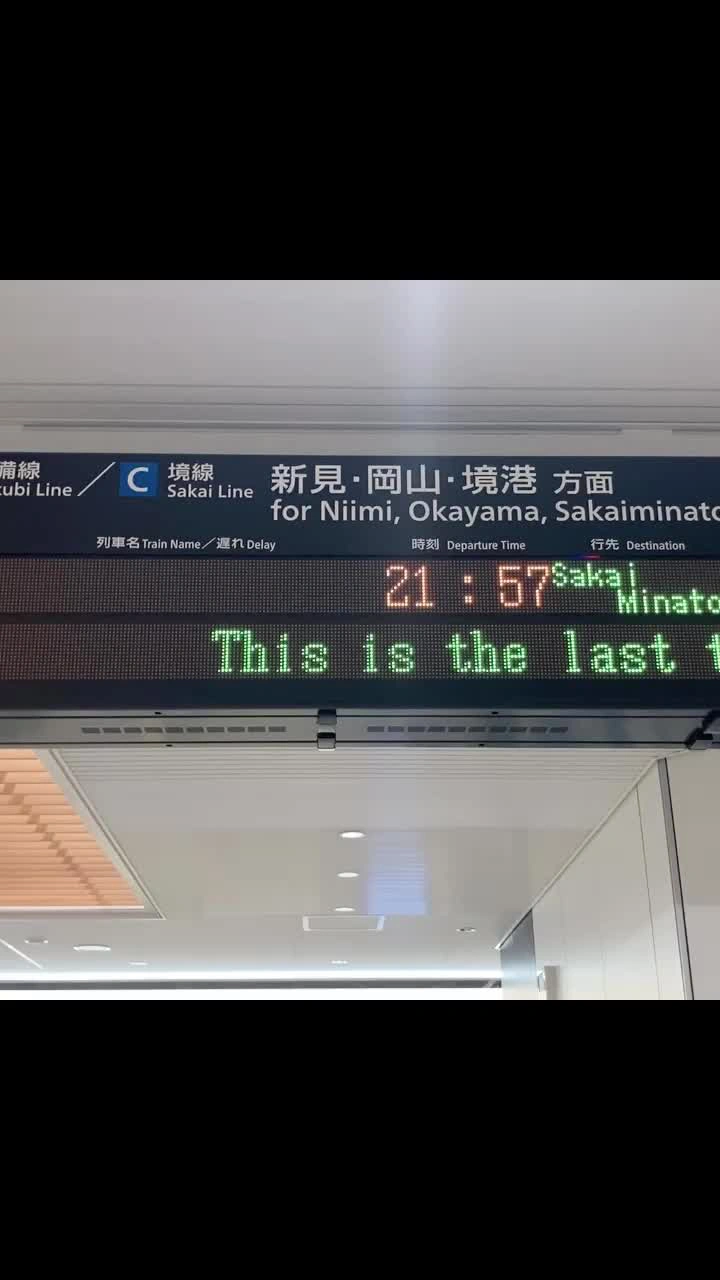 備線 ／ C 境線 新見・岡山・境港 方面
kubi Line Sakai Line for Niimi, Okayama, Sakaiminato
列車名 Train Name／遅れ Delay 時刻 Departure Time 行先 Destination
21:57 Sakai Minato
This is the last t